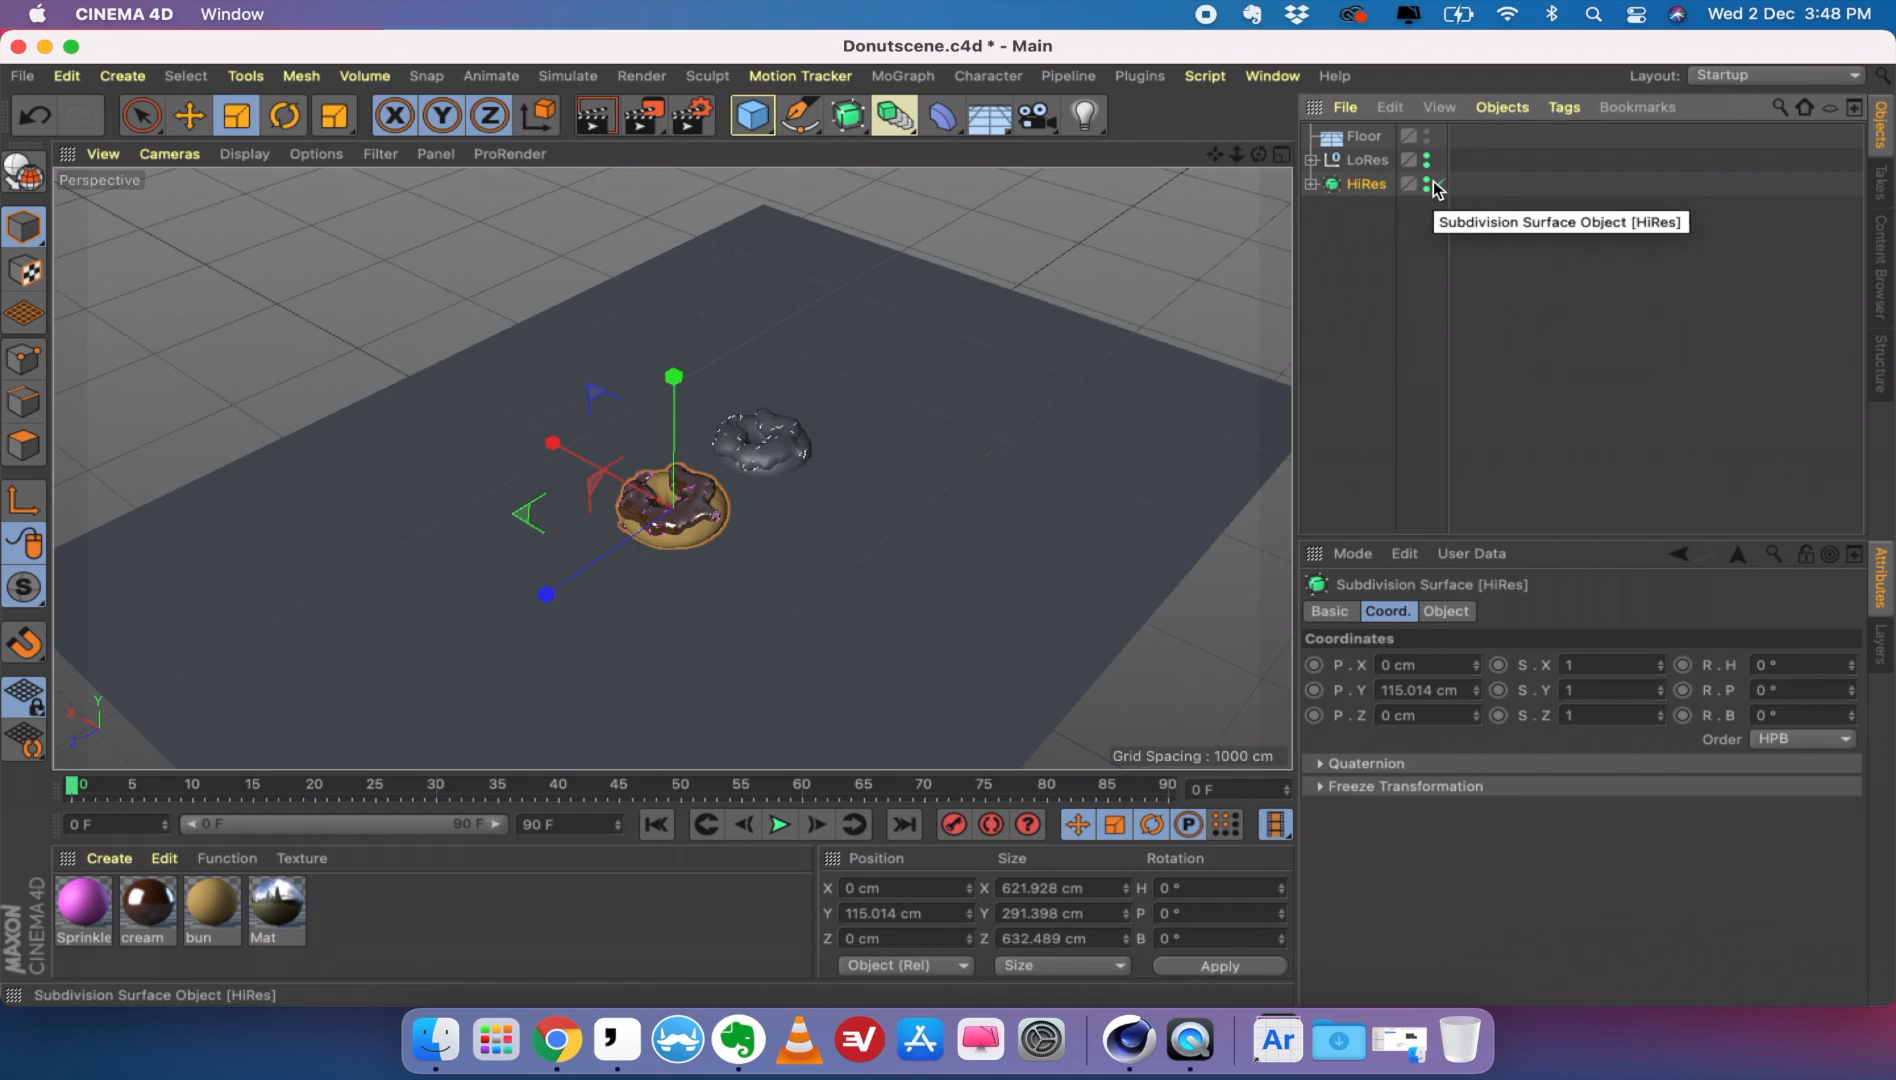 CINEMA 4D Window Wed 2 Dec 3:48 PM
Donutscene.c4d * - Main
File Edit Create Select Tools Mesh Volume Snap Animate Simulate Render Sculpt Motion Tracker MoGraph Character Pipeline Plugins Script Window Help Layout: Startup
X Y Z
File Edit View Objects Tags Bookmarks
View Cameras Display Options Filter Panel ProRender
Perspective
Floor
LoRes
HiRes
Subdivision Surface Object [HiRes]
Objects
Takes
Content Browser
Structure
Mode Edit User Data
Subdivision Surface [HiRes]
Basic Coord. Object
Coordinates
P . X 0 cm S . X 1 R . H 0 °
P . Y 115.014 cm S . Y 1 R . P 0 °
P . Z 0 cm S . Z 1 R . B 0 °
Order HPB
Quaternion
Freeze Transformation
Attributes
Layers
Y
X
Z
Grid Spacing : 1000 cm
0 5 10 15 20 25 30 35 40 45 50 55 60 65 70 75 80 85 90 0 F
0 F 0 F 90 F 90 F
Create Edit Function Texture
Sprinkle cream bun Mat
Position Size Rotation
X 0 cm X 621.928 cm H 0 °
Y 115.014 cm Y 291.398 cm P 0 °
Z 0 cm Z 632.489 cm B 0 °
Object (Rel) Size Apply
MAXON
CINEMA 4D
Subdivision Surface Object [HiRes]
Ar